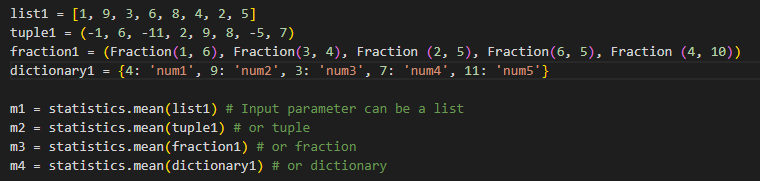 list1 = [1, 9, 3, 6, 8, 4, 2, 5]
tuple1 = (-1, 6, -11, 2, 9, 8, -5, 7)
fraction1 = (Fraction(1, 6), Fraction(3, 4), Fraction (2, 5), Fraction(6, 5), Fraction (4, 10))
dictionary1 = {4: 'num1', 9: 'num2', 3: 'num3', 7: 'num4', 11: 'num5'}
m1 = statistics.mean(list1) # Input parameter can be a list
m2 = statistics.mean(tuple1) # or tuple
m3 = statistics.mean(fraction1) # or fraction
m4 = statistics.mean(dictionary1) # or dictionary